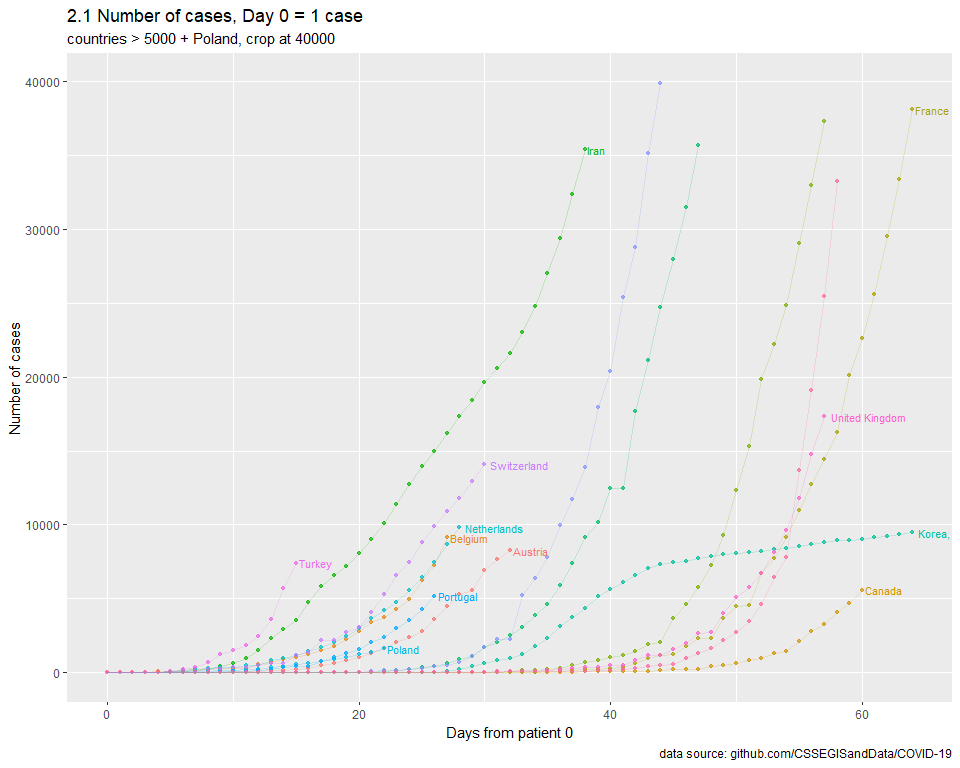 2.1 Number of cases, Day 0 = 1 case
countries > 5000 + Poland, crop at 40000
40000
30000
20000
10000
0
Number of cases
France
Iran
United Kingdom
Switzerland
Netherlands
Korea,
Belgium
Austria
Turkey
Canada
Portugal
Poland
0
20
40
60
Days from patient 0
data source: github.com/CSSEGISandData/COVID-19